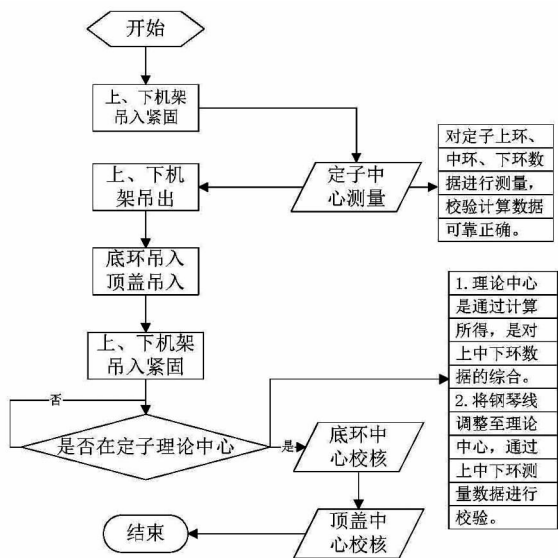 开始
上、下机架
吊入紧固
定子中
心测量
对定子上环、
中环、下环数
据进行测量，
校验计算数据
可靠正确。
上、下机
架吊出
底环吊入
顶盖吊入
上、下机架
吊入紧固
1.理论中心
是通过计算
所得，是对
上中下环数
据的综合。
2.将钢琴线
调整至理论
中心，通过
上中下环测
量数据进行
校验。
否
是否在定子理论中心
是
底环中
心校核
顶盖中
心校核
结束